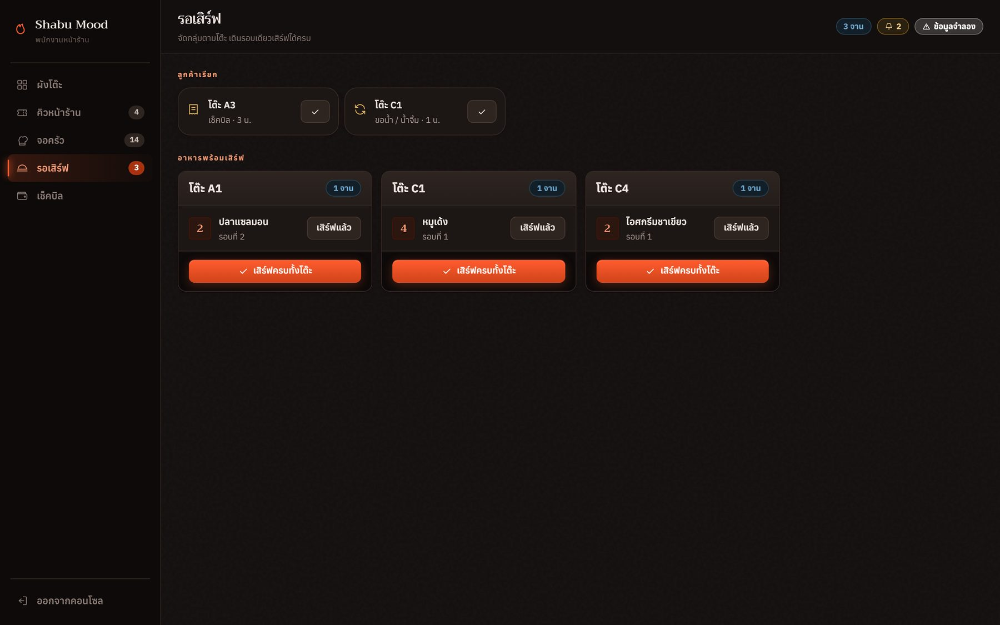 Shabu Mood
พนักงานหน้าร้าน
ผังโต๊ะ
คิวหน้าร้าน 4
จอครัว 14
รอเสิร์ฟ 3
เช็คบิล
ออกจากคอนโซล
รอเสิร์ฟ
จัดกลุ่มตามโต๊ะ เดินรอบเดียวเสิร์ฟได้ครบ
3 จาน 2 ข้อมูลจำลอง
ลูกค้าเรียก
โต๊ะ A3
เช็คบิล · 3 น.
โต๊ะ C1
ขอน้ำ / น้ำจิ้ม · 1 น.
อาหารพร้อมเสิร์ฟ
โต๊ะ A1 1 จาน
2 ปลาแซลมอน เสิร์ฟแล้ว
รอบที่ 2
เสิร์ฟครบทั้งโต๊ะ
โต๊ะ C1 1 จาน
4 หมูเด้ง เสิร์ฟแล้ว
รอบที่ 1
เสิร์ฟครบทั้งโต๊ะ
โต๊ะ C4 1 จาน
2 ไอศกรีมชาเขียว เสิร์ฟแล้ว
รอบที่ 1
เสิร์ฟครบทั้งโต๊ะ